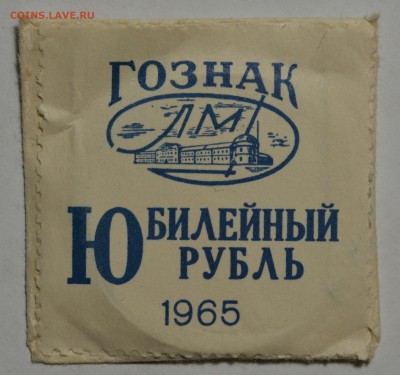 COINS.LAVE.RU
ГОЗНАК
ЛМД
ЮБИЛЕЙНЫЙ
РУБЛЬ
1965